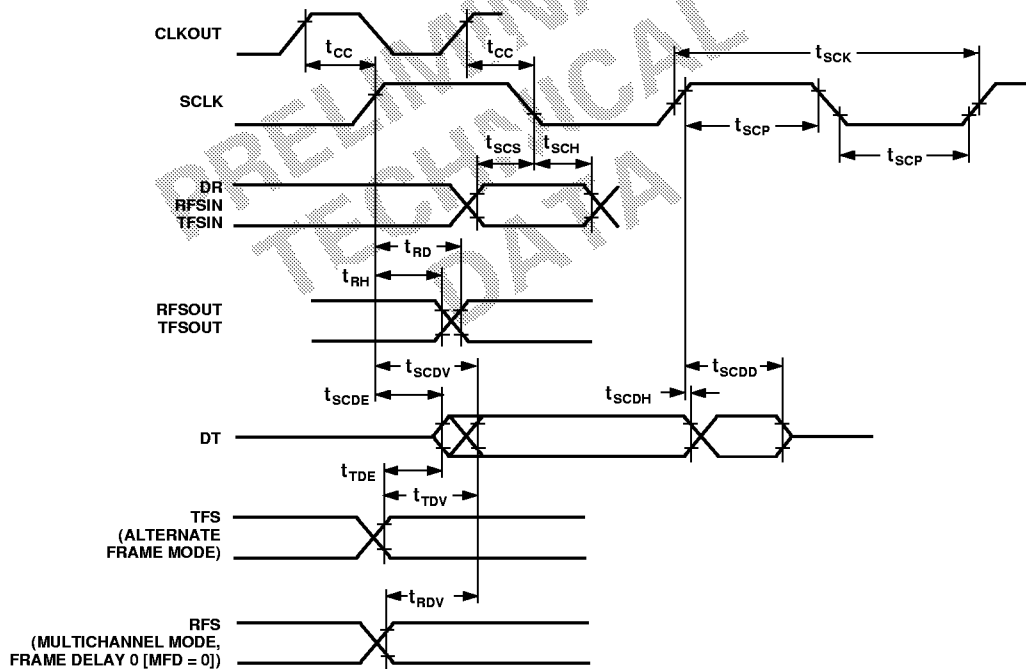 CLKOUT
tCC
tCC
tSCK
SCLK
tSCP
tSCP
tSCS
tSCH
DR
RFSIN
TFSIN
tRD
tRH
RFSOUT
TFSOUT
tSCDV
tSCDE
tSCDD
tSCDH
DT
tTDE
tTDV
TFS
(ALTERNATE
FRAME MODE)
tRDV
RFS
(MULTICHANNEL MODE,
FRAME DELAY 0 [MFD = 0])
TECHNICAL
DATA